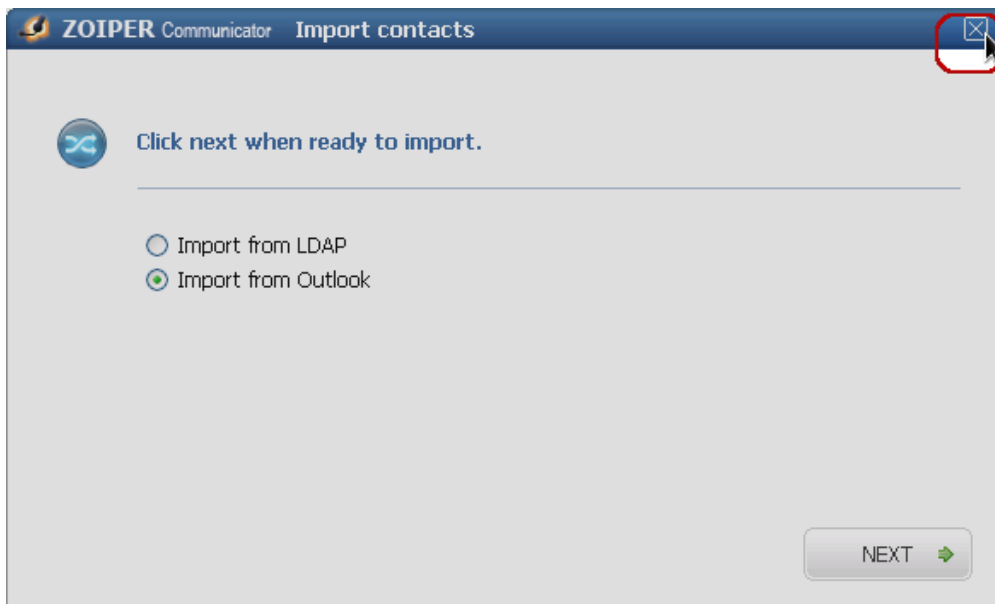 ZOIPER Communicator Import contacts
Click next when ready to import.
Import from LDAP
Import from Outlook
NEXT